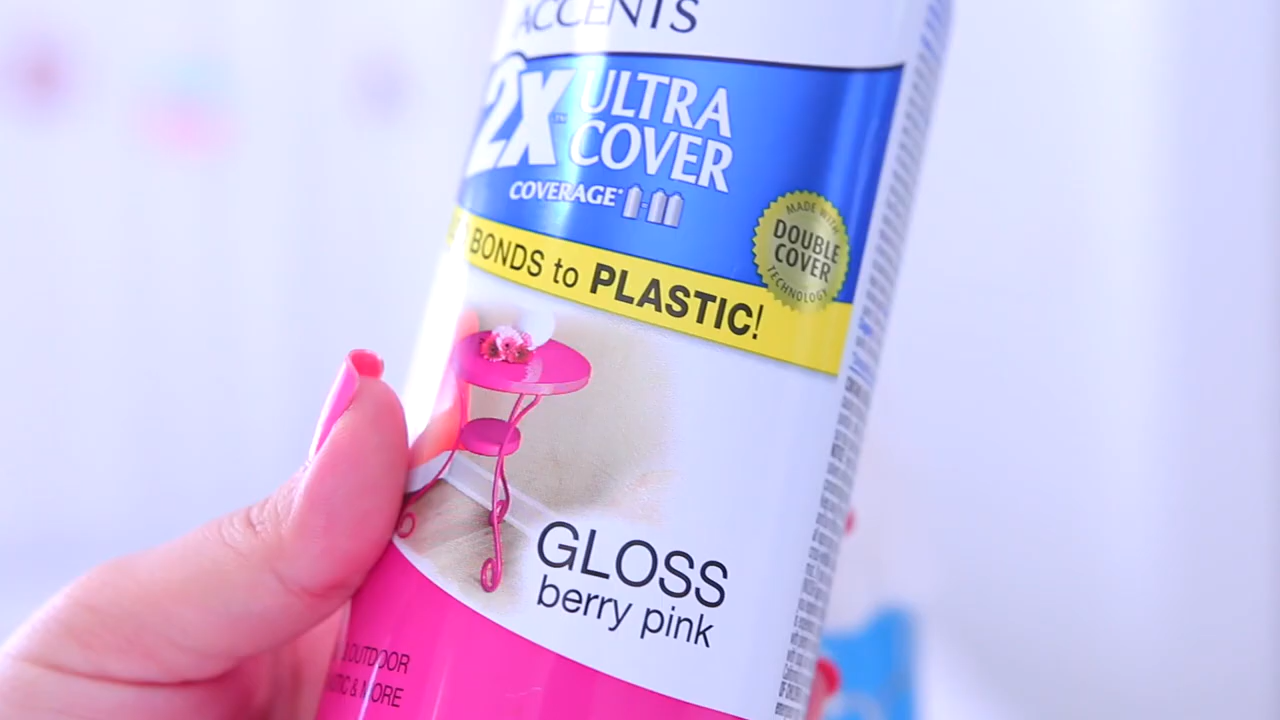 ACCENTS
2X ULTRA
COVER
COVERAGE*
MADE WITH
DOUBLE
COVER
TECHNOLOGY
BONDS to PLASTIC!
GLOSS
berry pink
OUTDOOR
& MORE